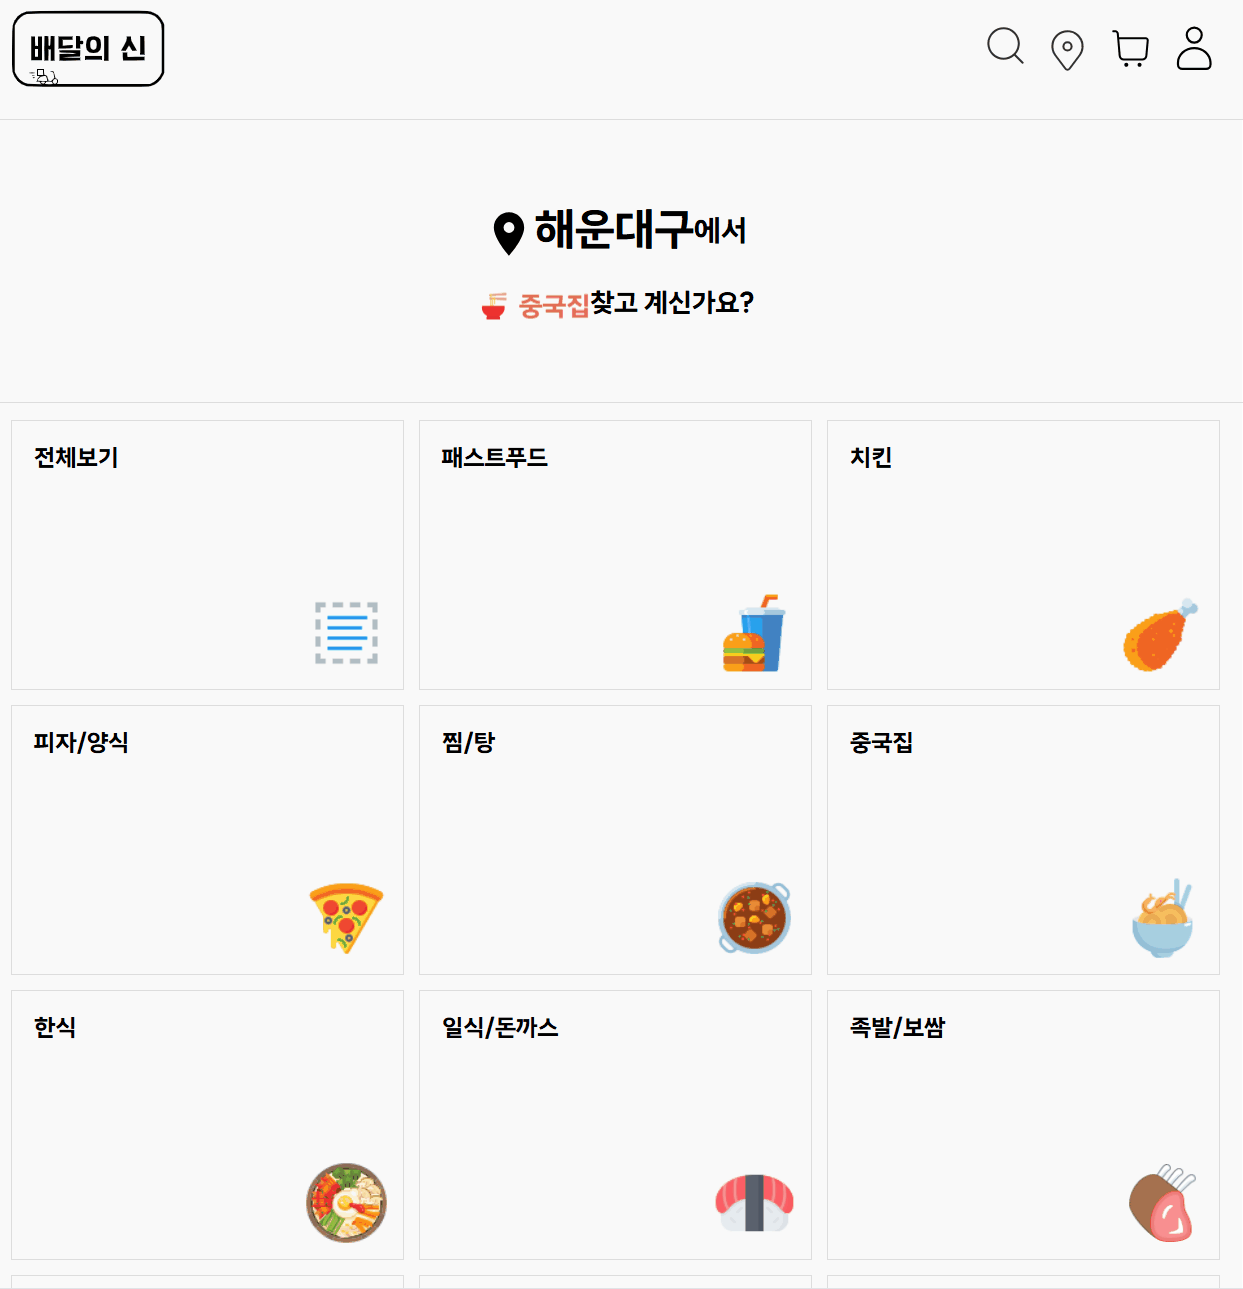 배달의 신
해운대구에서
중국집찾고 계신가요?
전체보기
패스트푸드
치킨
피자/양식
찜/탕
중국집
한식
일식/돈까스
족발/보쌈